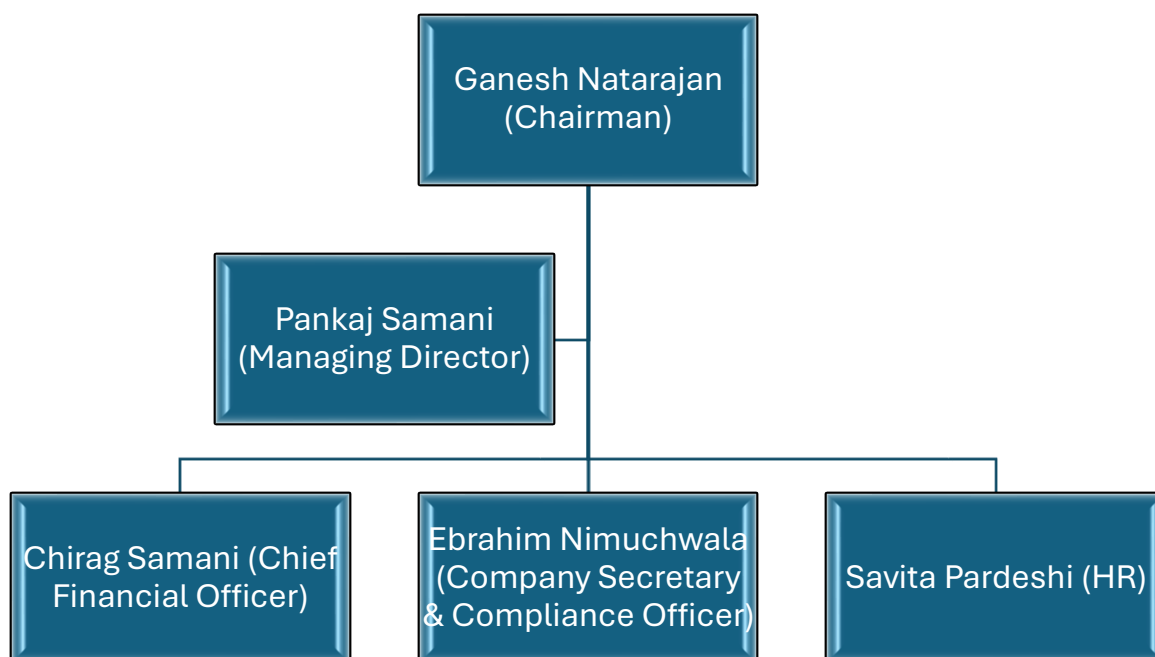 Ganesh Natarajan
(Chairman)
Pankaj Samani
(Managing Director)
Chirag Samani (Chief
Financial Officer)
Ebrahim Nimuchwala
(Company Secretary
& Compliance Officer)
Savita Pardeshi (HR)